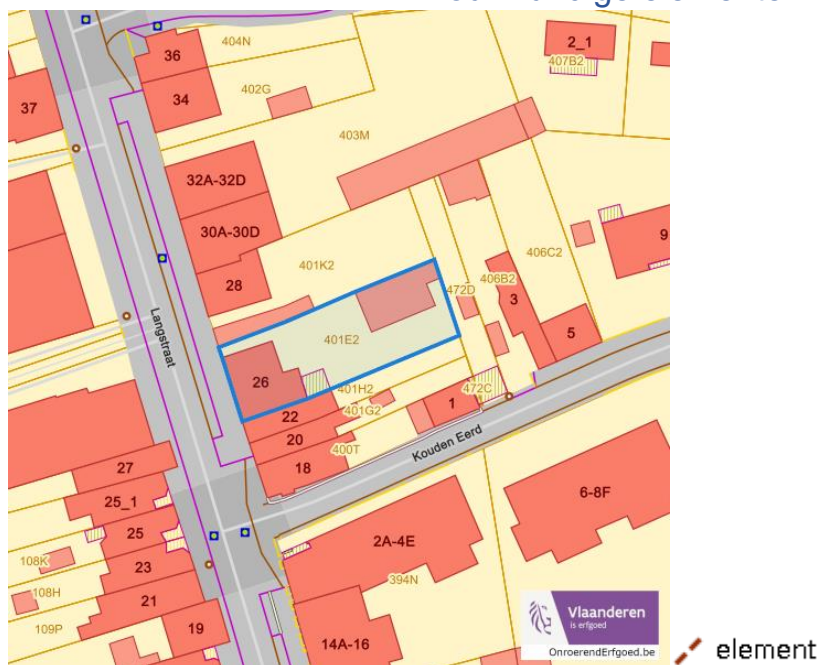 36
404N
2_1
407B2
34
402G
37
403M
32A-32D
30A-30D
406C2
9
401K2
28
472D
406B2
3
Langstraat
401E2
5
26
401H2
472C
22
401G2
1
20
400T
Kouden Eerd
18
27
25_1
6-8F
25
2A-4E
108K
23
394N
108H
21
109P
19
14A-16
Vlaanderen
is erfgoed
OnroerendErfgoed.be
element